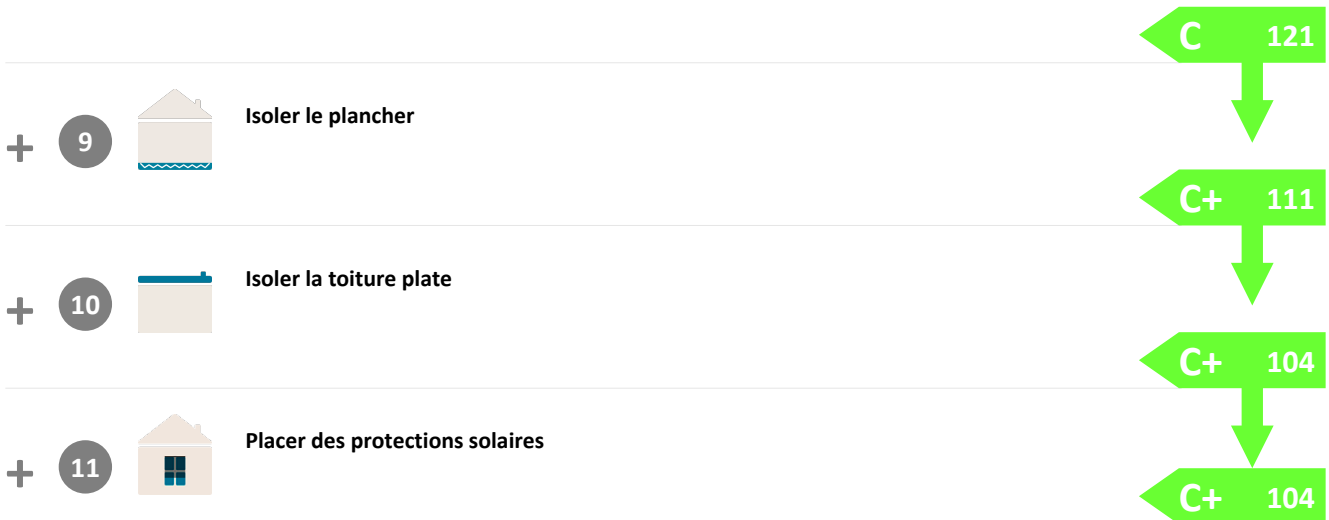 C 121
+ 9 Isoler le plancher
C+ 111
+ 10 Isoler la toiture plate
C+ 104
+ 11 Placer des protections solaires
C+ 104